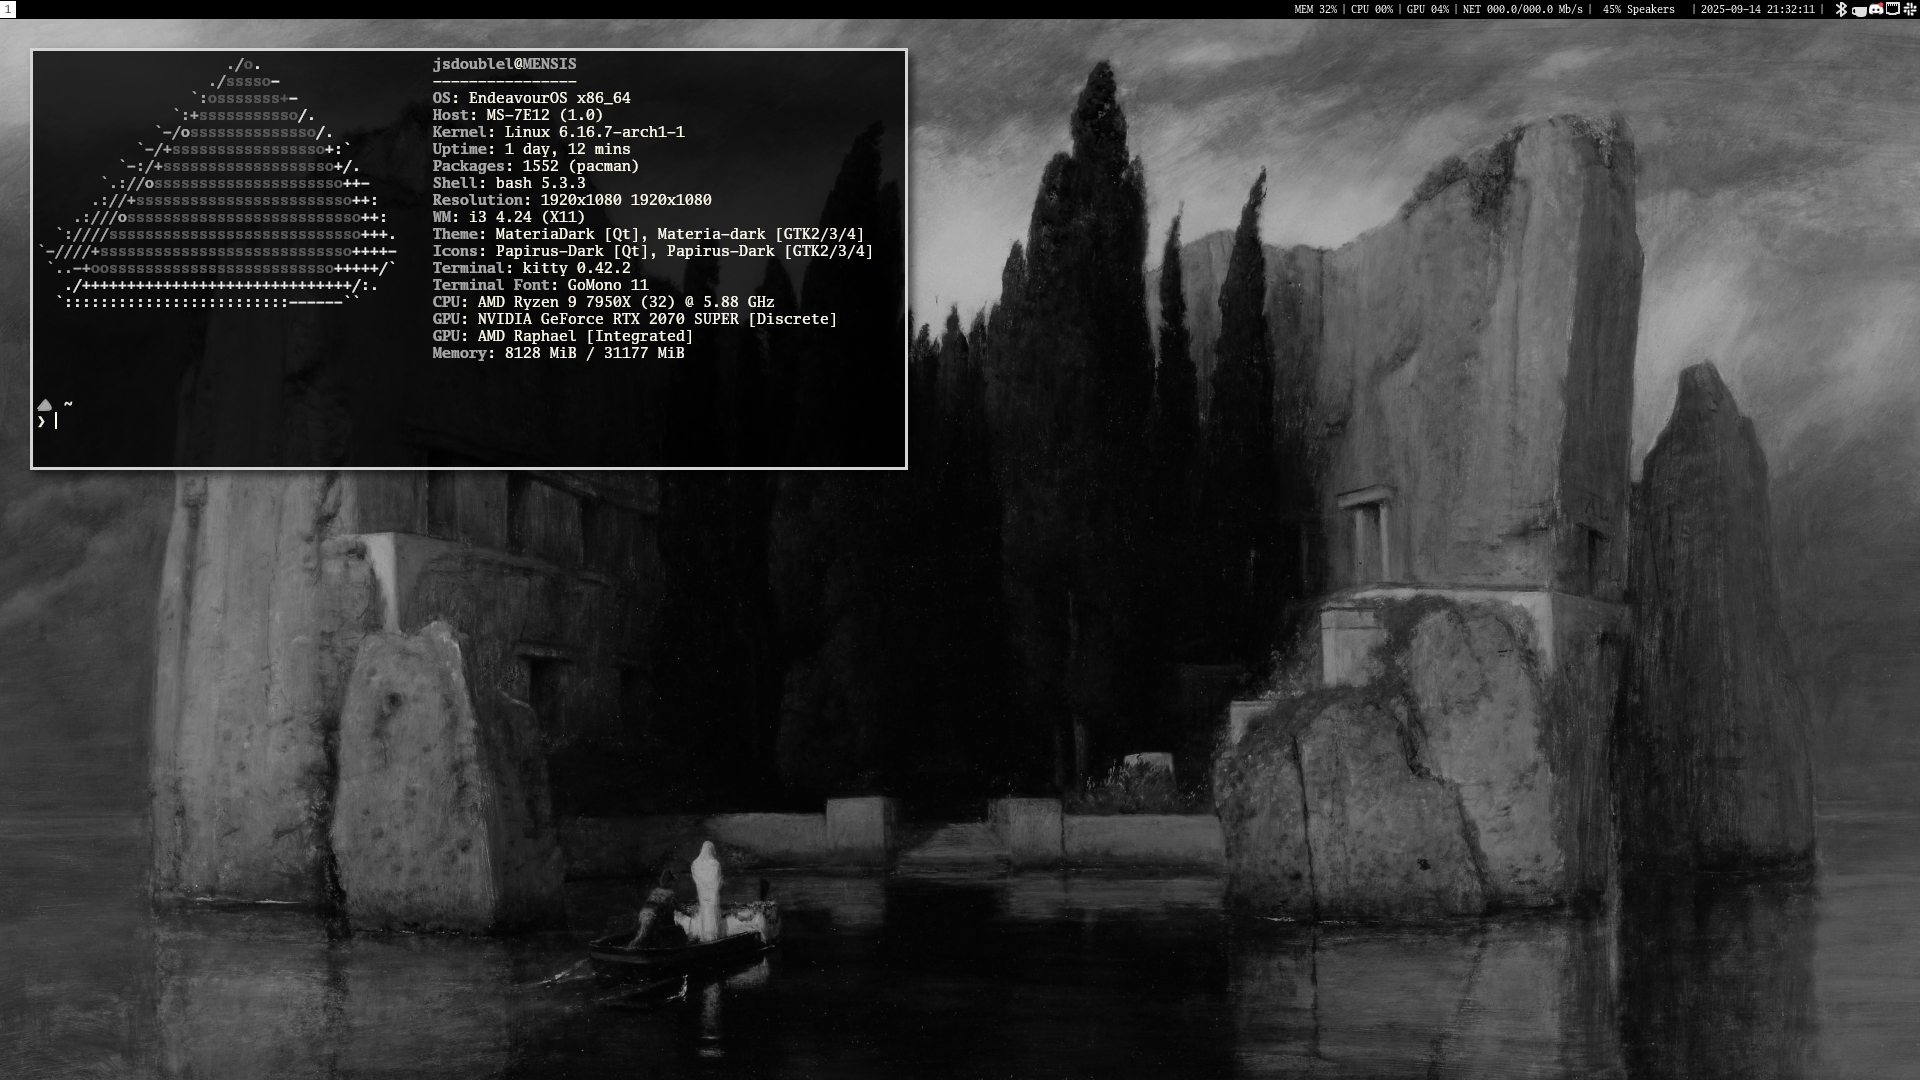 1
MEM 32% | CPU 00% | GPU 04% | NET 000.0/000.0 Mb/s | 45% Speakers | 2025-09-14 21:32:11 |
./o.
./sssso-
`:osssssss+-
`:+sssssssssso/.
`-/ossssssssssssso/.
`-/+sssssssssssssssso+:`
`-:/+sssssssssssssssssso+/.
`.://osssssssssssssssssssso++-
.://+ssssssssssssssssssssssso++:
.:///ossssssssssssssssssssssssso++:
`:////ssssssssssssssssssssssssssso+++.
`-////+ssssssssssssssssssssssssssso++++-
`..-+oosssssssssssssssssssssssso+++++/`
./++++++++++++++++++++++++++++++/:.
`:::::::::::::::::::::::::------``
jsdoublel@MENSIS
----------------
OS: EndeavourOS x86_64
Host: MS-7E12 (1.0)
Kernel: Linux 6.16.7-arch1-1
Uptime: 1 day, 12 mins
Packages: 1552 (pacman)
Shell: bash 5.3.3
Resolution: 1920x1080 1920x1080
WM: i3 4.24 (X11)
Theme: MateriaDark [Qt], Materia-dark [GTK2/3/4]
Icons: Papirus-Dark [Qt], Papirus-Dark [GTK2/3/4]
Terminal: kitty 0.42.2
Terminal Font: GoMono 11
CPU: AMD Ryzen 9 7950X (32) @ 5.88 GHz
GPU: NVIDIA GeForce RTX 2070 SUPER [Discrete]
GPU: AMD Raphael [Integrated]
Memory: 8128 MiB / 31177 MiB
~
❯